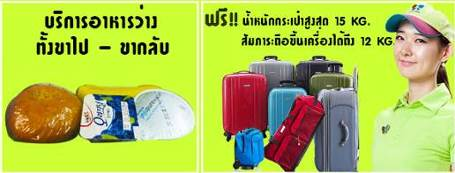 บริการอาหารว่าง
ทั้งขาไป – ขากลับ
ฟรี!! น้ำหนักกระเป๋าสูงสุด 15 KG.
สัมภาระถือขึ้นเครื่องได้ถึง 12 KG